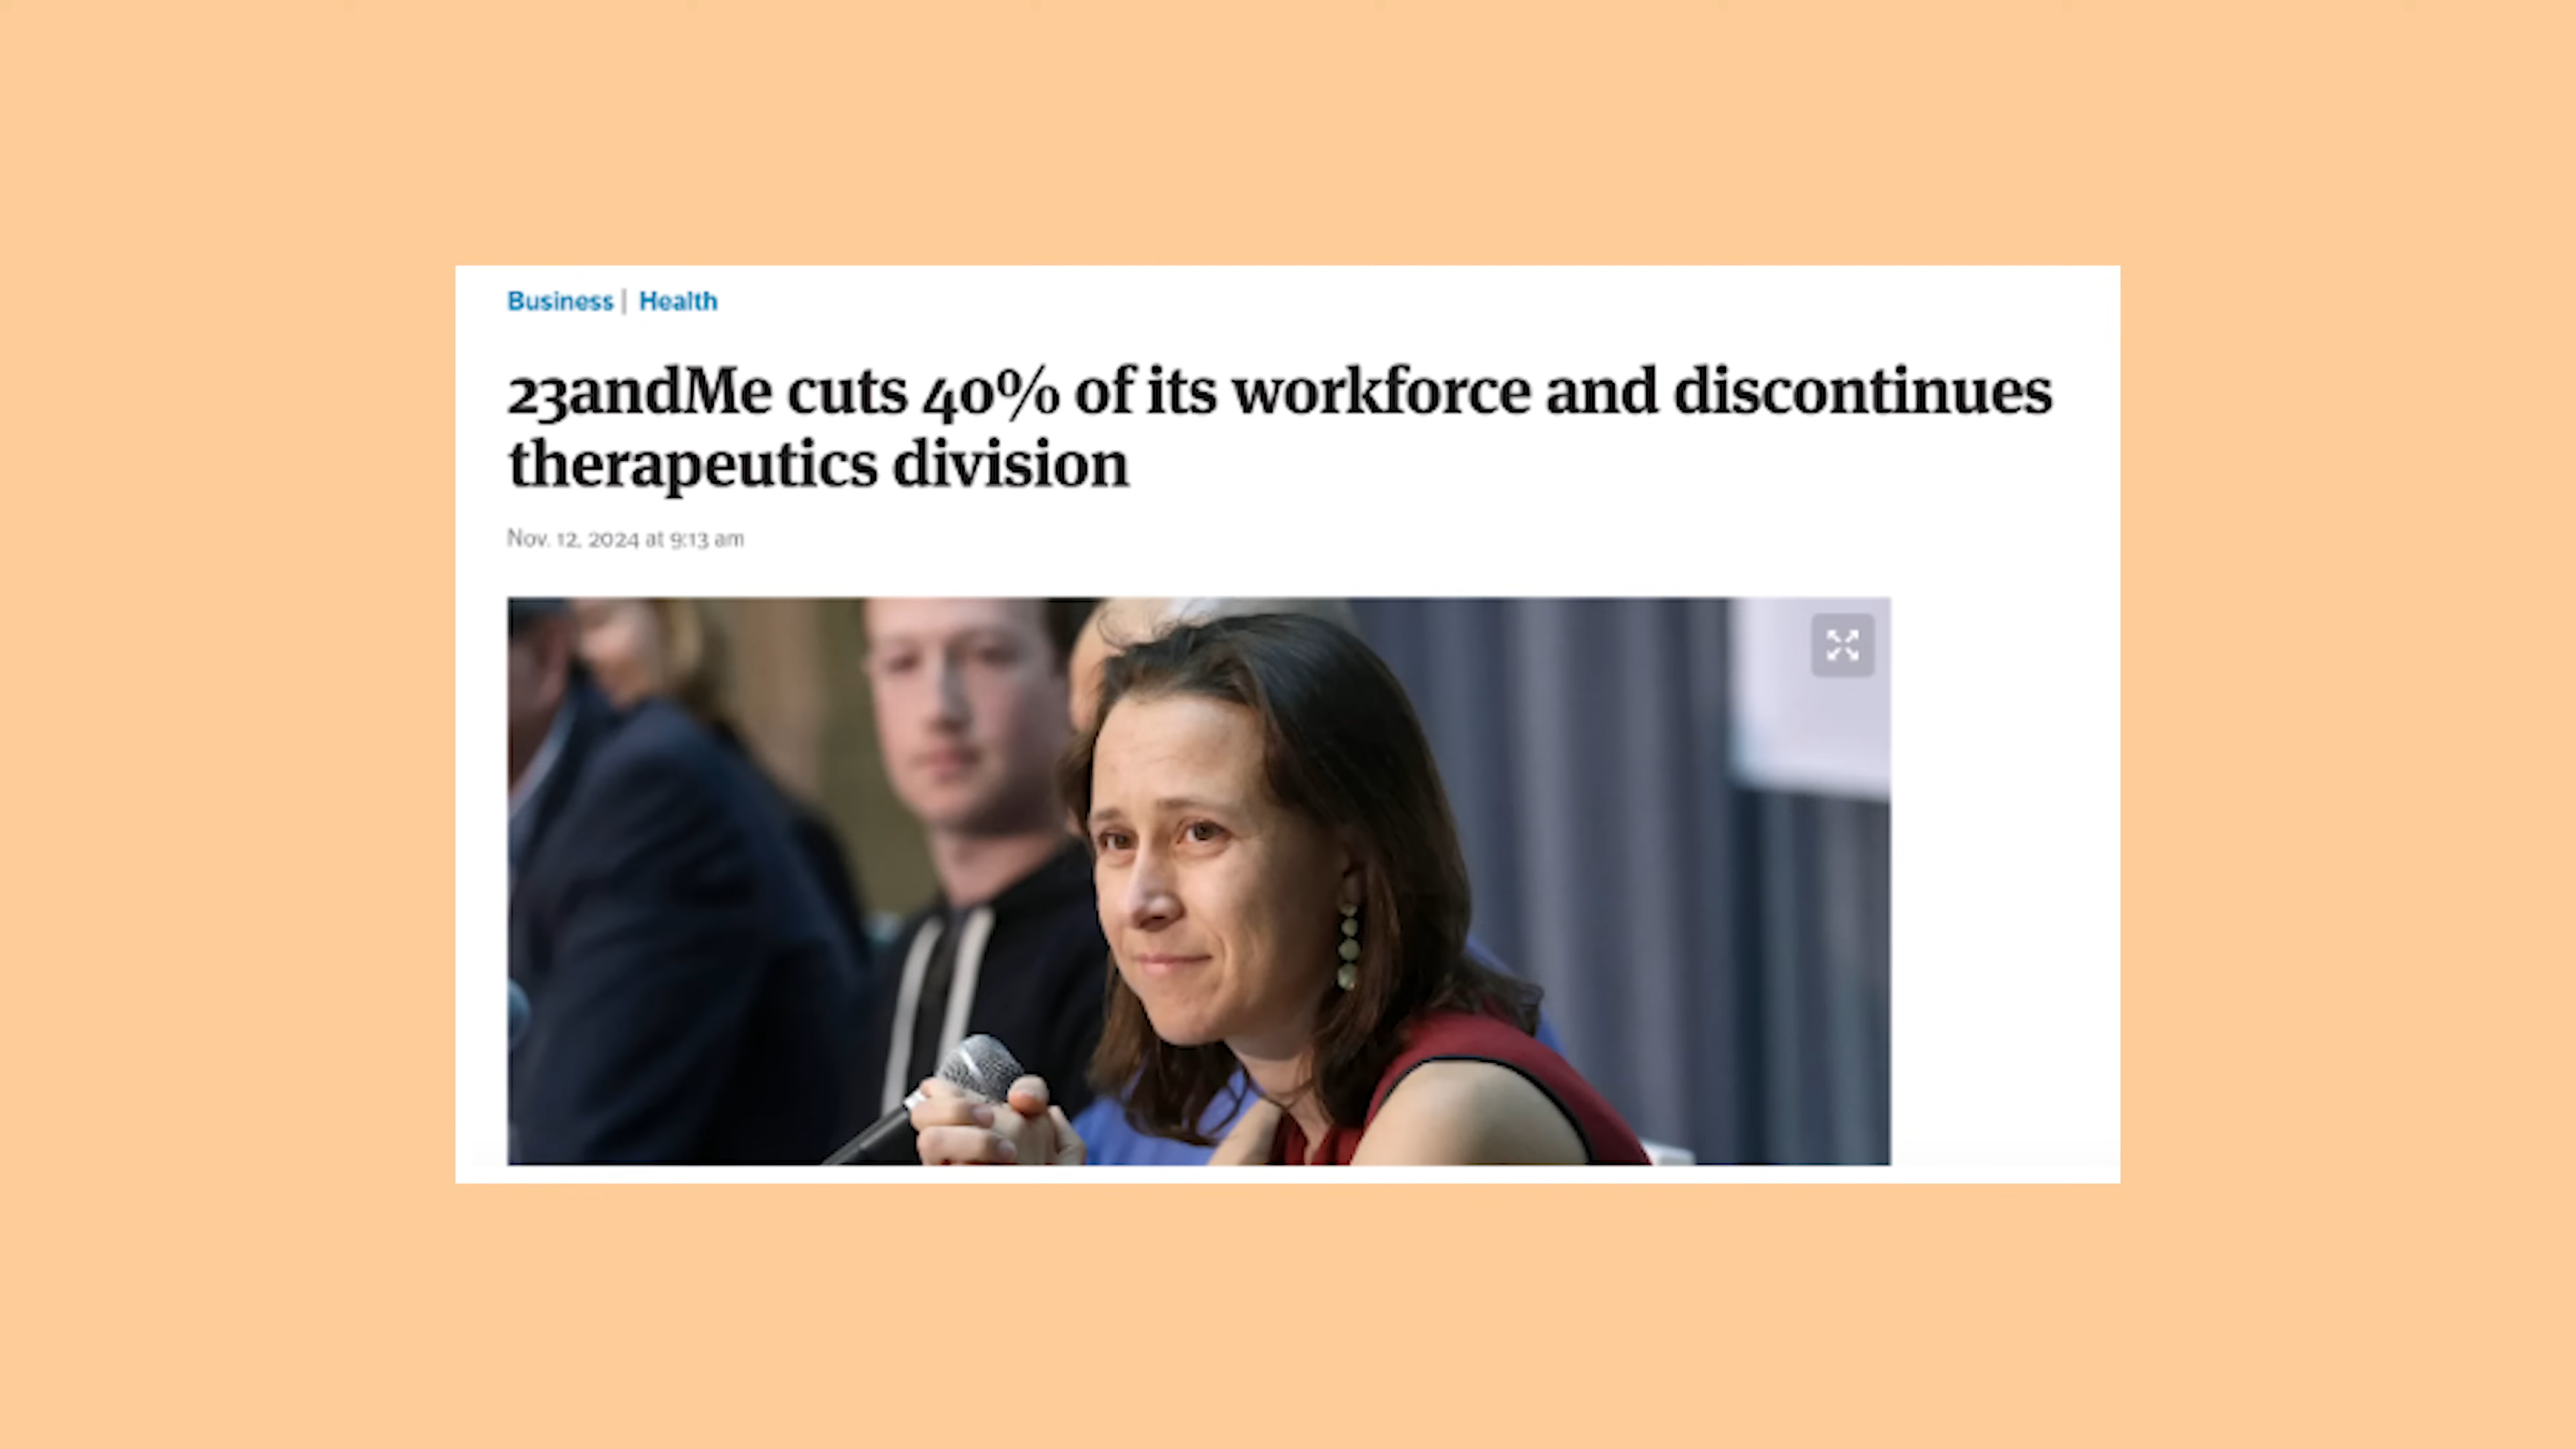 Business | Health
23andMe cuts 40% of its workforce and discontinues
therapeutics division
Nov. 12, 2024 at 9:13 am